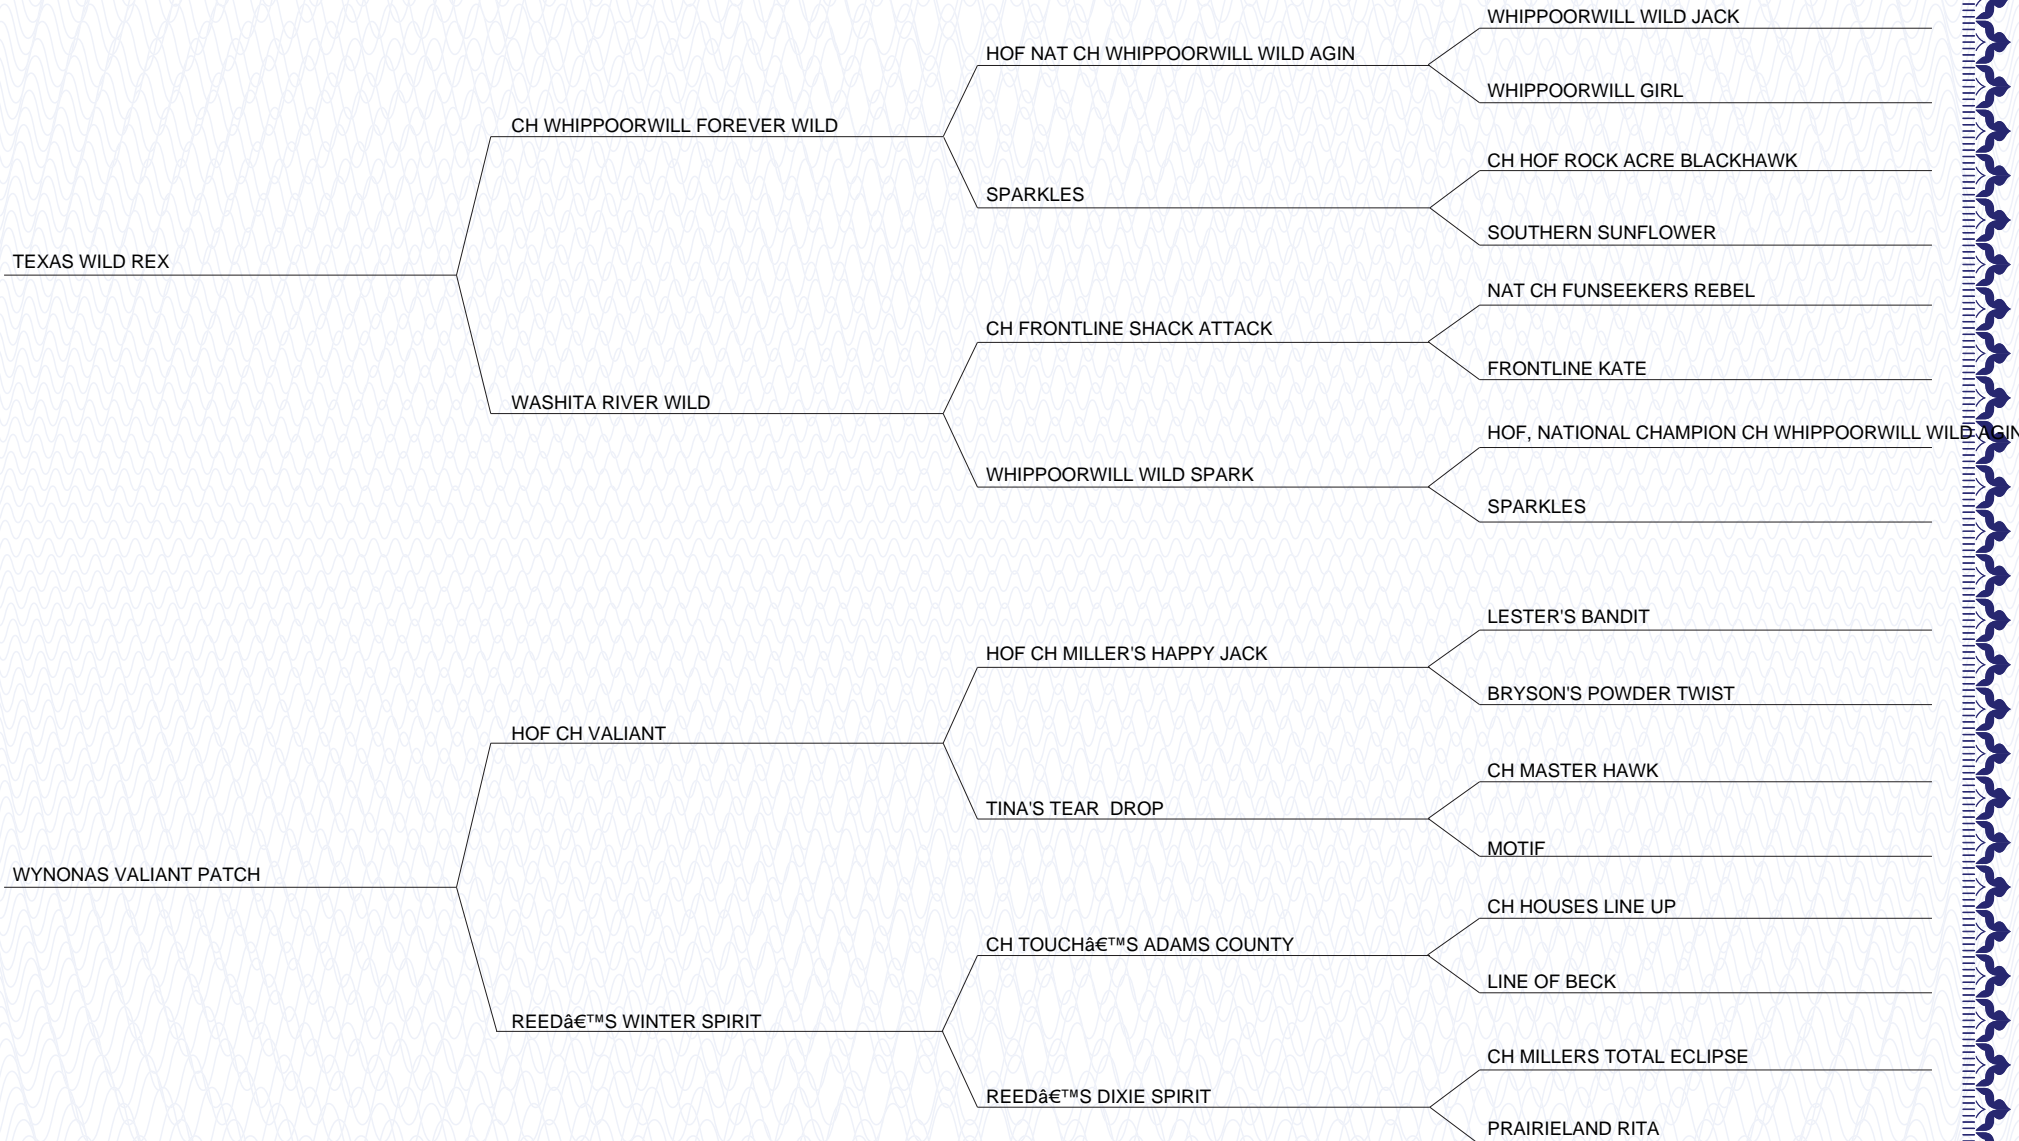 WHIPPOORWILL WILD JACK
HOF NAT CH WHIPPOORWILL WILD AGIN
WHIPPOORWILL GIRL
CH WHIPPOORWILL FOREVER WILD
CH HOF ROCK ACRE BLACKHAWK
SPARKLES
SOUTHERN SUNFLOWER
TEXAS WILD REX
NAT CH FUNSEEKERS REBEL
CH FRONTLINE SHACK ATTACK
FRONTLINE KATE
WASHITA RIVER WILD
HOF, NATIONAL CHAMPION CH WHIPPOORWILL WILD AGIN
WHIPPOORWILL WILD SPARK
SPARKLES
LESTER'S BANDIT
HOF CH MILLER'S HAPPY JACK
BRYSON'S POWDER TWIST
HOF CH VALIANT
CH MASTER HAWK
TINA'S TEAR  DROP
MOTIF
WYNONAS VALIANT PATCH
CH HOUSES LINE UP
CH TOUCHâ€™S ADAMS COUNTY
LINE OF BECK
REEDâ€™S WINTER SPIRIT
CH MILLERS TOTAL ECLIPSE
REEDâ€™S DIXIE SPIRIT
PRAIRIELAND RITA